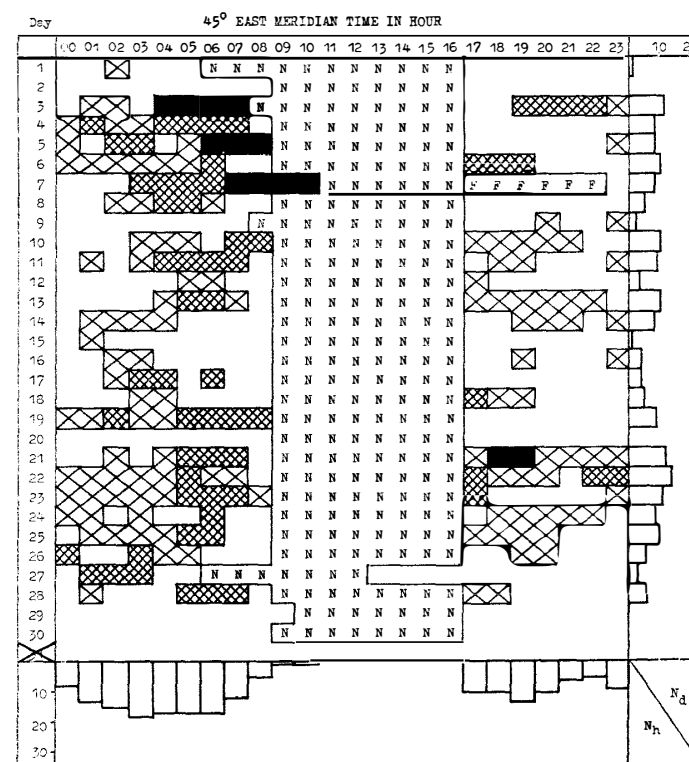 Day 45° EAST MERIDIAN TIME IN HOUR
00 01 02 03 04 05 06 07 08 09 10 11 12 13 14 15 16 17 18 19 20 21 22 23 10 2
1 N N N N N N N N N N N
2 N N N N N N N N
3 N N N N N N N N N
4 N N N N N N N N
5 N N N N N N N N
6 N N N N N N N N
7 N N N N N N F F F F F F
8 N N N N N N N N
9 N N N N N N N N N
10 N N N N N N N N
11 N N N N N N N N
12 N N N N N N N N
13 N N N N N N N N
14 N N N N N N N N
15 N N N N N N N N
16 N N N N N N N N
17 N N N N N N N N
18 N N N N N N N N
19 N N N N N N N N
20 N N N N N N N N
21 N N N N N N N N
22 N N N N N N N N
23 N N N N N N N N
24 N N N N N N N N
25 N N N N N N N N
26 N N N N N N N N
27 N N N N N N N
28 N N N N N N N N
29 N N N N N N N
30 N N N N N N N N
10 Nd
20 Nh
30